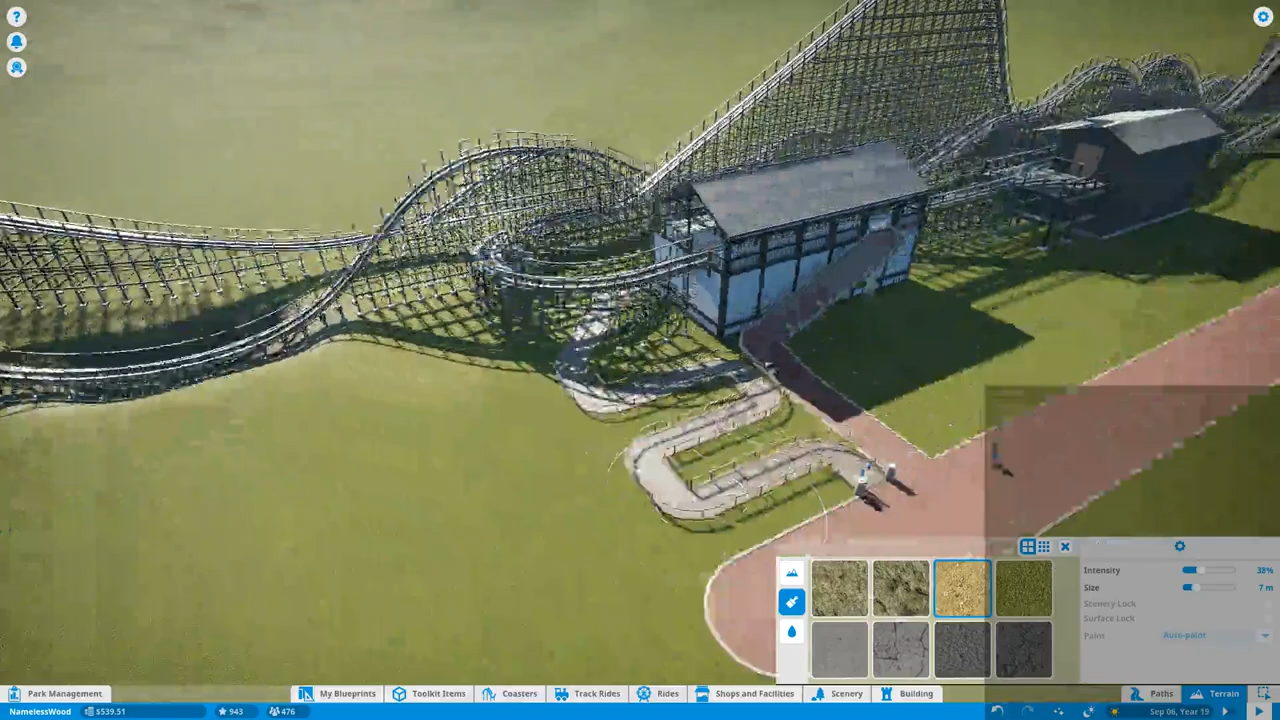 Intensity 38%
Size 7 m
Scenery Lock
Surface Lock
Paint Auto-paint
Park Management My Blueprints Toolkit Items Coasters Track Rides Rides Shops and Facilities Scenery Building Paths Terrain
NamelessWood $539.51 943 476 Sep 06, Year 19